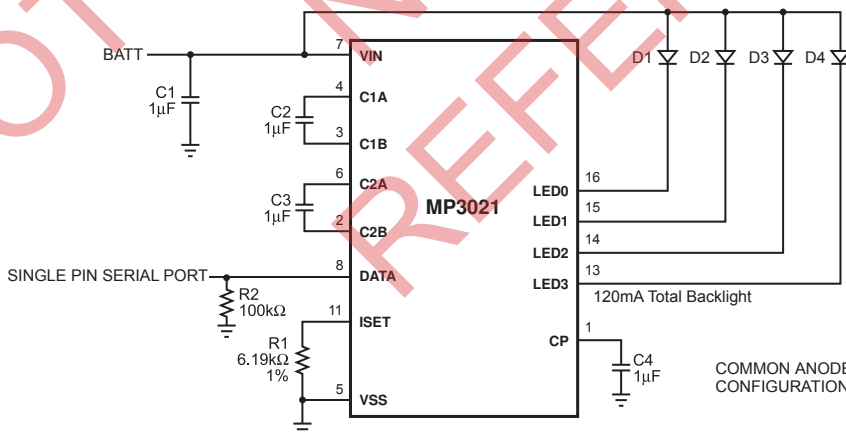 BATT
7
VIN
C1
1µF
4
C1A
C2
1µF
3
C1B
6
C2A
C3
1µF
2
C2B
SINGLE PIN SERIAL PORT
8
DATA
R2
100kΩ
11
ISET
R1
6.19kΩ
1%
5
VSS
MP3021
D1
D2
D3
D4
16
LED0
15
LED1
14
LED2
13
LED3
120mA Total Backlight
1
CP
C4
1µF
COMMON ANODE
CONFIGURATION